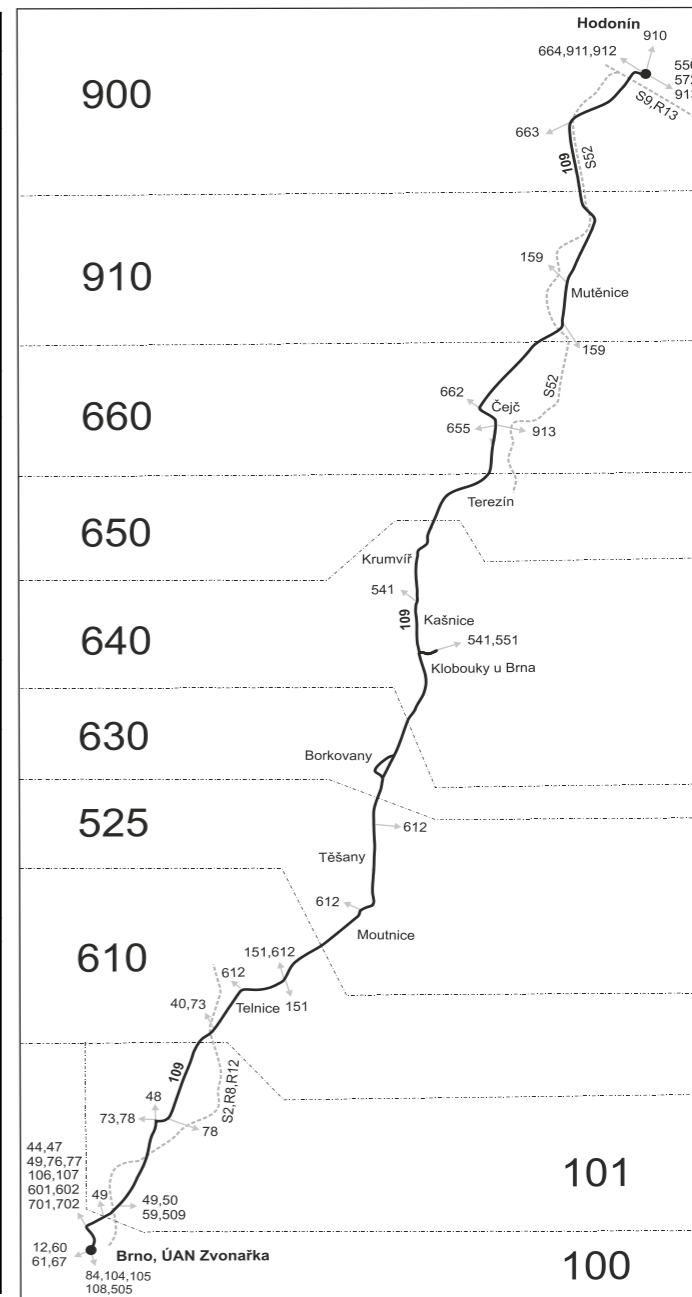 Hodonín
910
664,911,912
900
S9,R13
663
109
S52
910
159
Mutěnice
159
660
S52
662
Čejč
655
913
Terezín
650
Krumvíř
541
109
Kašnice
640
541,551
Klobouky u Brna
630
Borkovany
525
612
Těšany
612
Moutnice
610
151,612
612
Telnice
151
40,73
109
S2,R8,R12
48
73,78
78
44,47
49,76,77
106,107
601,602
701,702
49
49,50
59,509
101
12,60
61,67
Brno, ÚAN Zvonařka
84,104,105
108,505
100